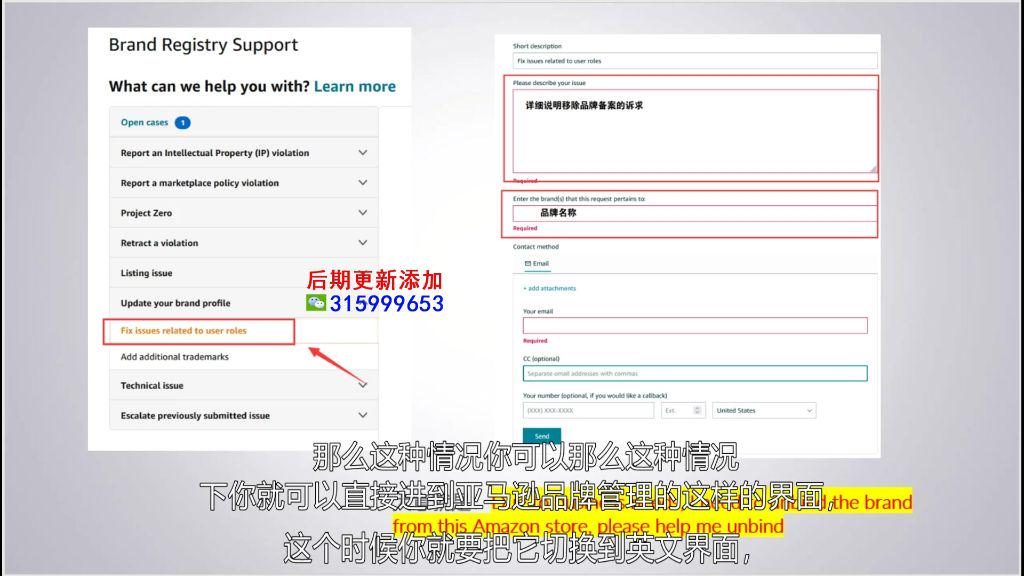 Brand Registry Support
What can we help you with? Learn more
Open cases 1
Report an Intellectual Property (IP) violation
Report a marketplace policy violation
Project Zero
Retract a violation
Listing issue
Update your brand profile
Fix issues related to user roles
Add additional trademarks
Technical issue
Escalate previously submitted issue
后期更新添加
315999653
Short description
Fix issues related to user roles
Please describe your issue
详细说明移除品牌备案的诉求
Required
Enter the brand(s) that this request pertains to:
品牌名称
Required
Contact method
Email
+ add attachments
Your email
Required
CC (optional)
Separate email addresses with commas
Your number (optional, if you would like a callback)
(XXX) XXX-XXXX
Ext.
United States
Send
the brand
from this Amazon store, please help me unbind
那么这种情况你可以那么这种情况
下你就可以直接进到亚马逊品牌管理的这样的界面,
这个时候你就要把它切换到英文界面,